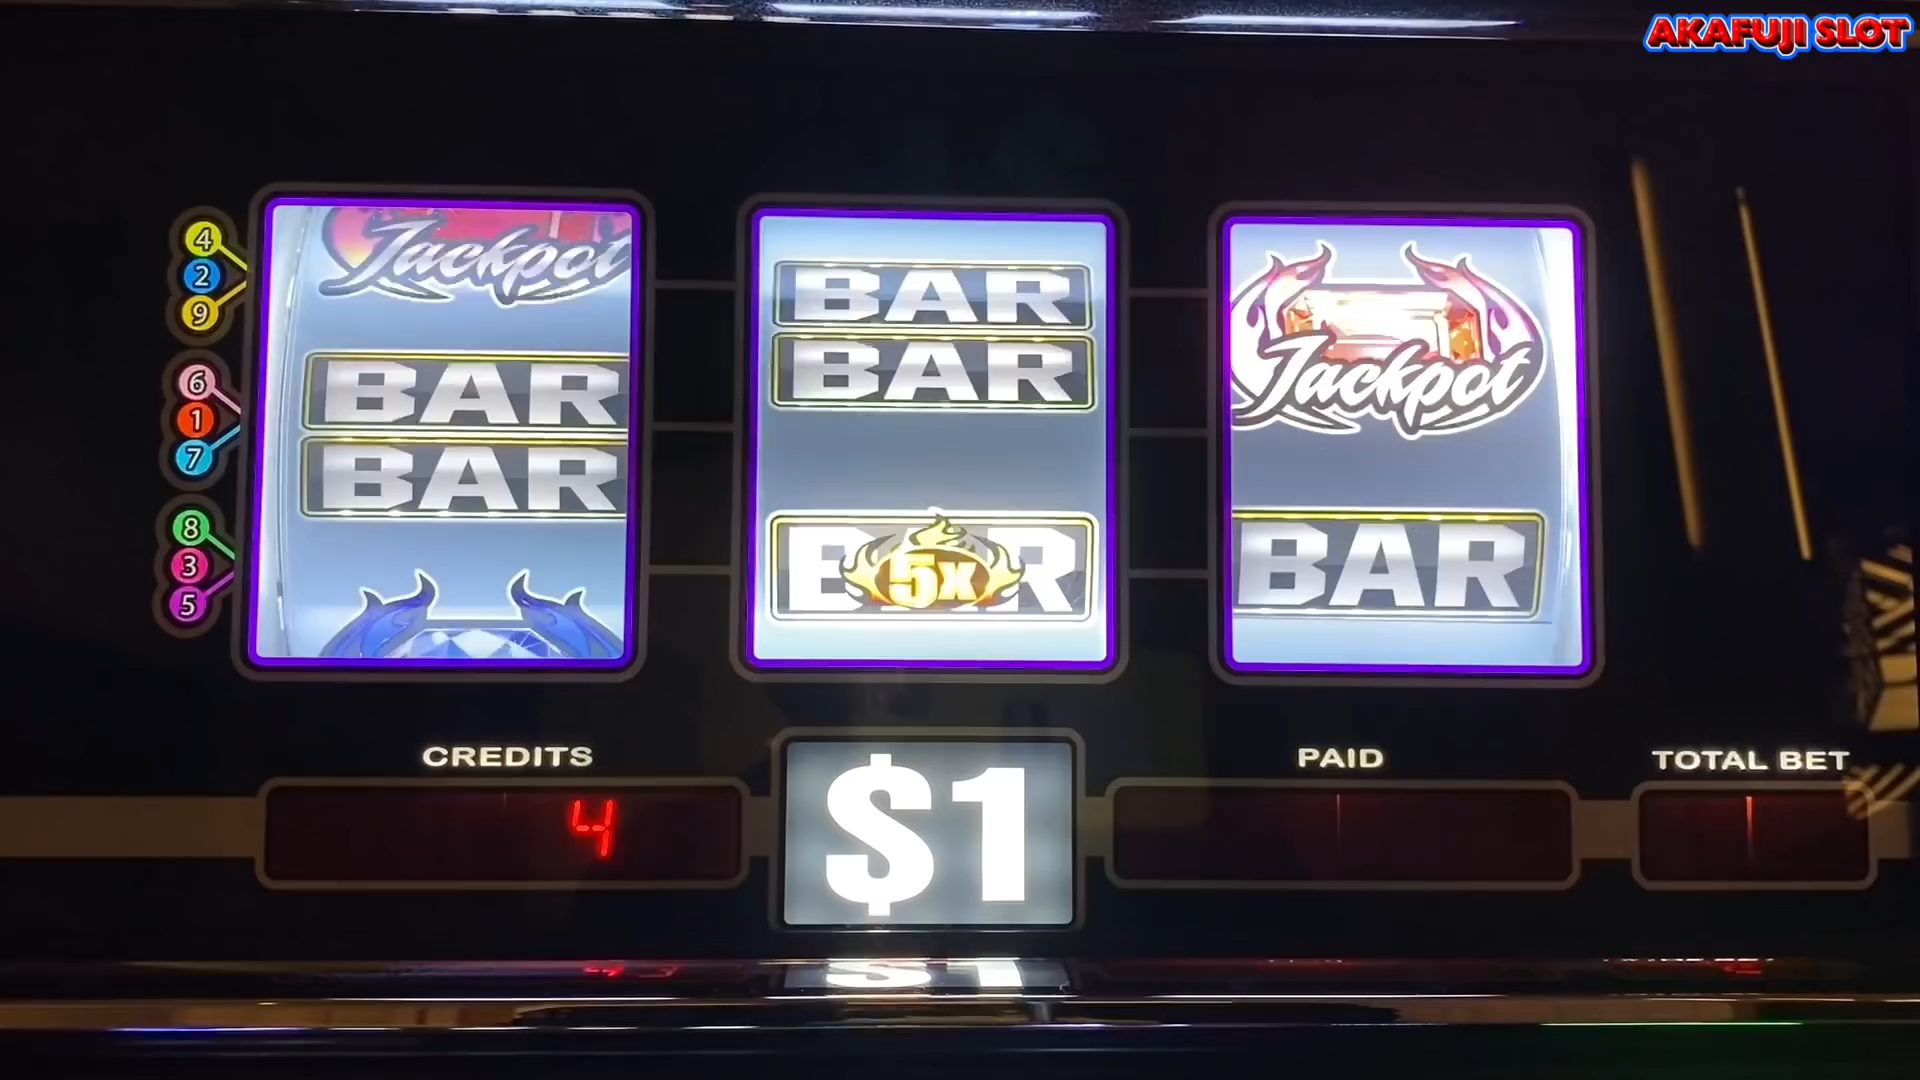 AKAFUJI SLOT
Jackpot
BAR
BAR
BAR
BAR
5x
BAR
Jackpot
BAR
4
2
9
6
1
7
8
3
5
CREDITS
4
$1
PAID
TOTAL BET
$1